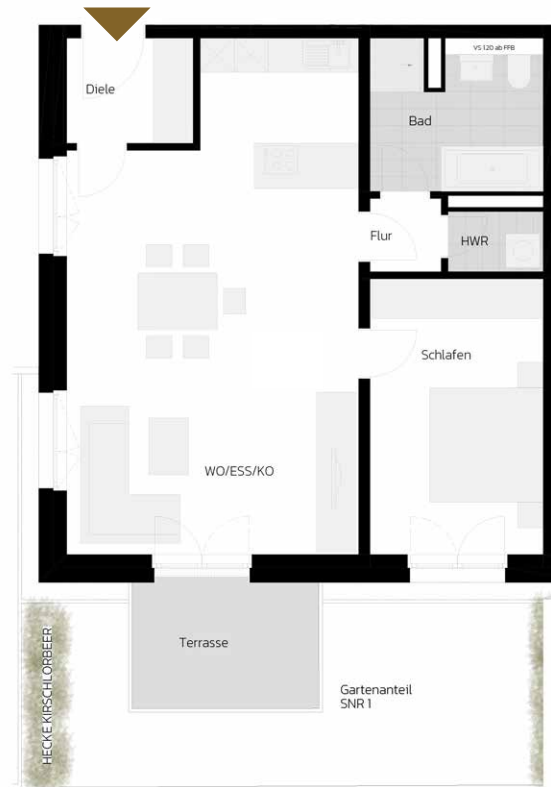 VS 120 ab FFB
Diele
Bad
Flur
HWR
Schlafen
WO/ESS/KO
Terrasse
HECKE KIRSCHLORBEER
Gartenanteil
SNR 1